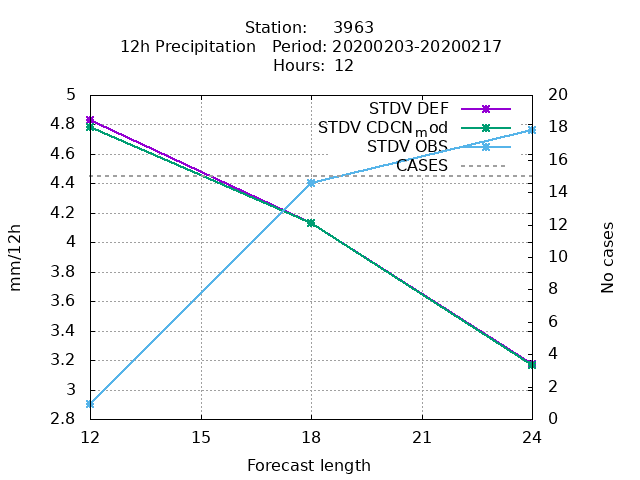 Station: 3963
12h Precipitation Period: 20200203-20200217
Hours: 12
mm/12h
5
4.8
4.6
4.4
4.2
4
3.8
3.6
3.4
3.2
3
2.8
STDV DEF
STDV CDCNmod
STDV OBS
CASES
20
18
16
14
12
10
8
6
4
2
0
No cases
12 15 18 21 24
Forecast length